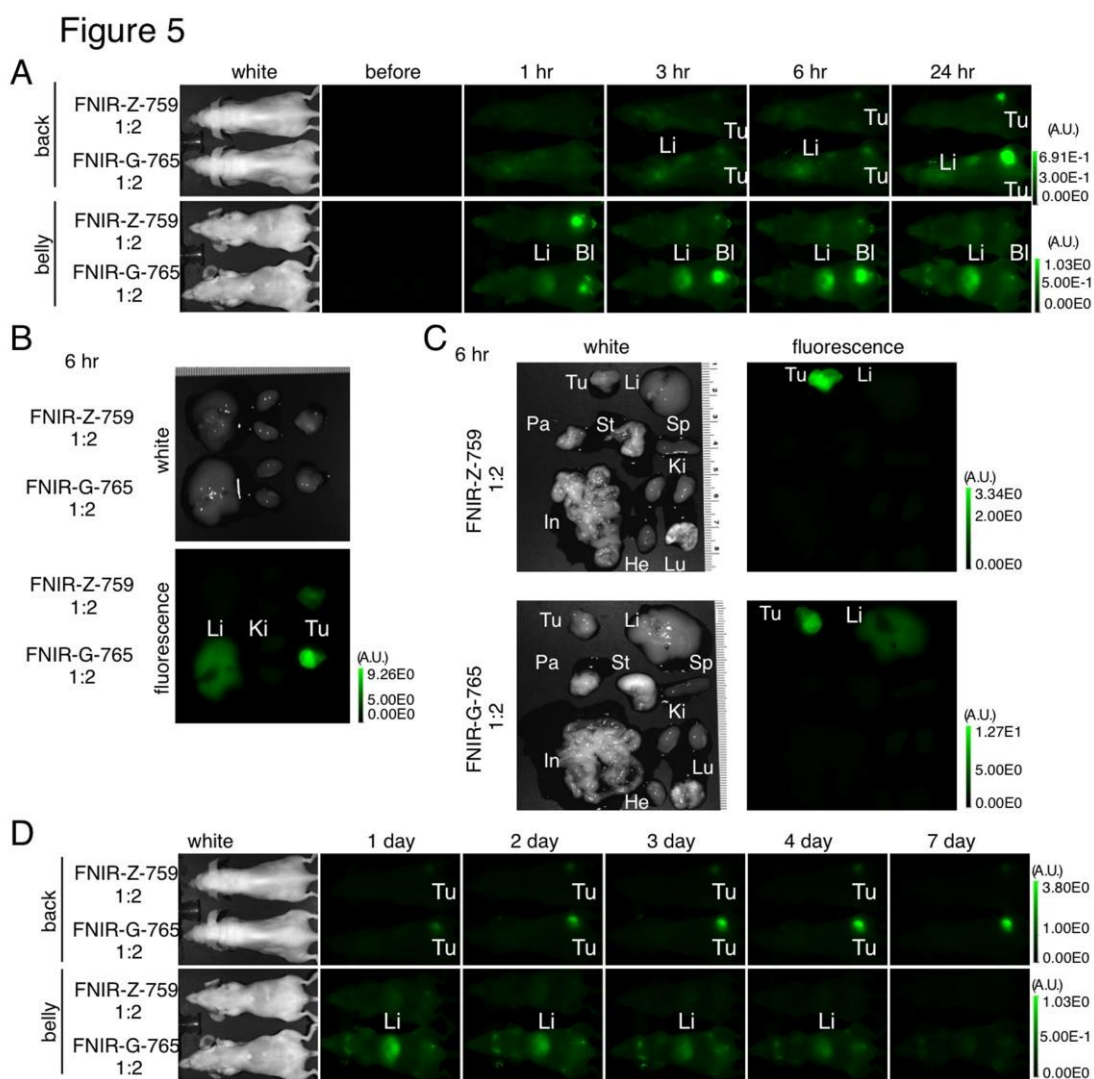 Figure 5
A
white before 1 hr 3 hr 6 hr 24 hr
back
FNIR-Z-759
1:2
FNIR-G-765
1:2
Li Tu Tu
Li Tu Tu
Li Tu Tu
(A.U.)
6.91E-1
3.00E-1
0.00E0
belly
FNIR-Z-759
1:2
FNIR-G-765
1:2
Li Bl Li Bl Li Bl Li Bl
(A.U.)
1.03E0
5.00E-1
0.00E0
B
6 hr
white
FNIR-Z-759
1:2
FNIR-G-765
1:2
fluorescence
FNIR-Z-759
1:2
FNIR-G-765
1:2
Li Ki Tu
(A.U.)
9.26E0
5.00E0
0.00E0
C
6 hr
white fluorescence
FNIR-Z-759
1:2
Tu Li
Pa St Sp
Ki
In
He Lu
Tu Li
(A.U.)
3.34E0
2.00E0
0.00E0
FNIR-G-765
1:2
Tu Li
Pa St Sp
Ki
In
Lu
He
Tu Li
(A.U.)
1.27E1
5.00E0
0.00E0
D
white 1 day 2 day 3 day 4 day 7 day
back
FNIR-Z-759
1:2
FNIR-G-765
1:2
Tu Tu Tu Tu
Tu Tu Tu Tu
(A.U.)
3.80E0
1.00E0
0.00E0
belly
FNIR-Z-759
1:2
FNIR-G-765
1:2
Li Li Li Li
(A.U.)
1.03E0
5.00E-1
0.00E0